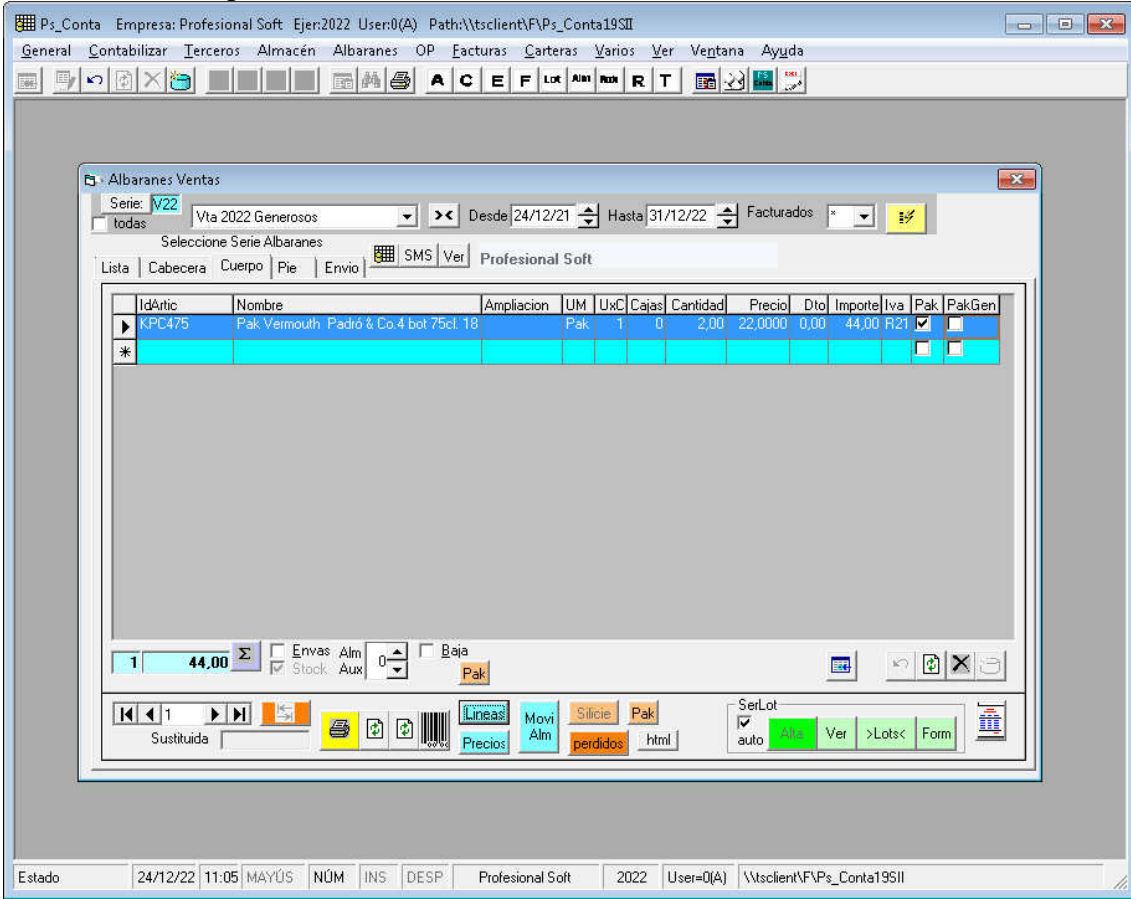 Ps_Conta Empresa: Profesional Soft Ejer:2022 User:0(A) Path:\\tsclient\F\Ps_Conta19SII
General Contabilizar Terceros Almacén Albaranes OP Facturas Carteras Varios Ver Ventana Ayuda
A C E F Lot Alm R T
Albaranes Ventas
Serie: V22
todas Vta 2022 Generosos >< Desde 24/12/21 Hasta 31/12/22 Facturados *
Seleccione Serie Albaranes
SMS Ver Profesional Soft
Lista Cabecera Cuerpo Pie Envio
IdArtic Nombre Ampliacion UM UxC Cajas Cantidad Precio Dto Importe Iva Pak PakGen
KPC475 Pak Vermouth Padró & Co.4 bot 75cl. 18 Pak 1 0 2,00 22,0000 0,00 44,00 R21
1 44,00 Σ Envas Alm 0 Baja
Stock Aux Pak
1 Lineas Movi Alm Silicie Pak SerLot
Sustituida Precios perdidos html auto Alta Ver >Lots< Form
Estado 24/12/22 11:05 MAYÚS NÚM INS DESP Profesional Soft 2022 User=0(A) \\tsclient\F\Ps_Conta19SII